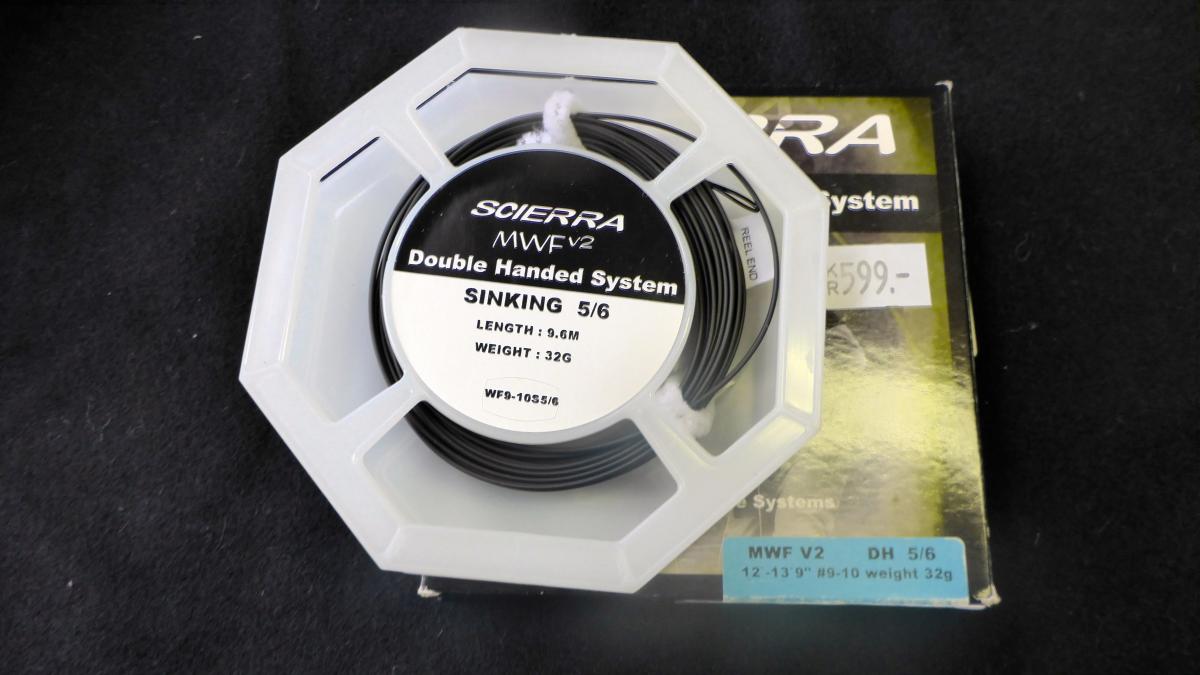 SCIERRA
MWF V2
Double Handed System
SINKING 5/6
LENGTH : 9.6M
WEIGHT : 32G
WF9-10S5/6
REEL END
RRA
System
KR 599.-
e Systems
MWF V2 DH 5/6
12'-13'9" #9-10 weight 32g